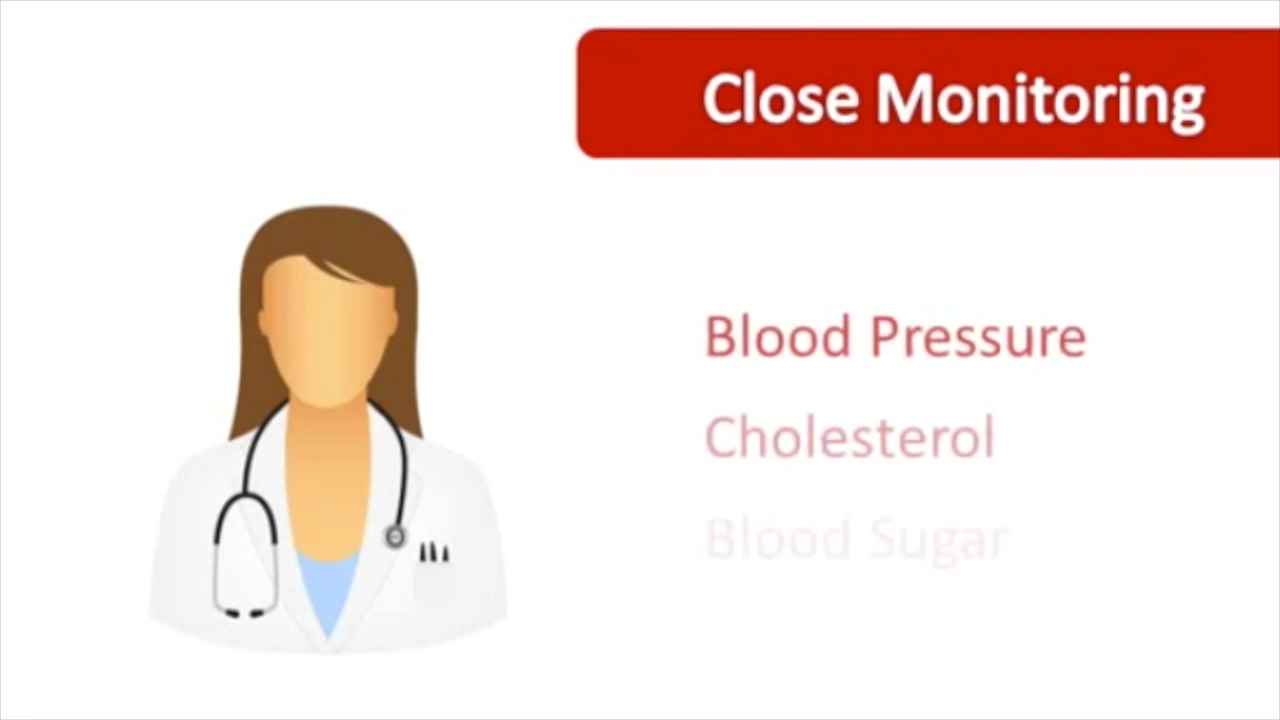 Close Monitoring
Blood Pressure
Cholesterol
Blood Sugar